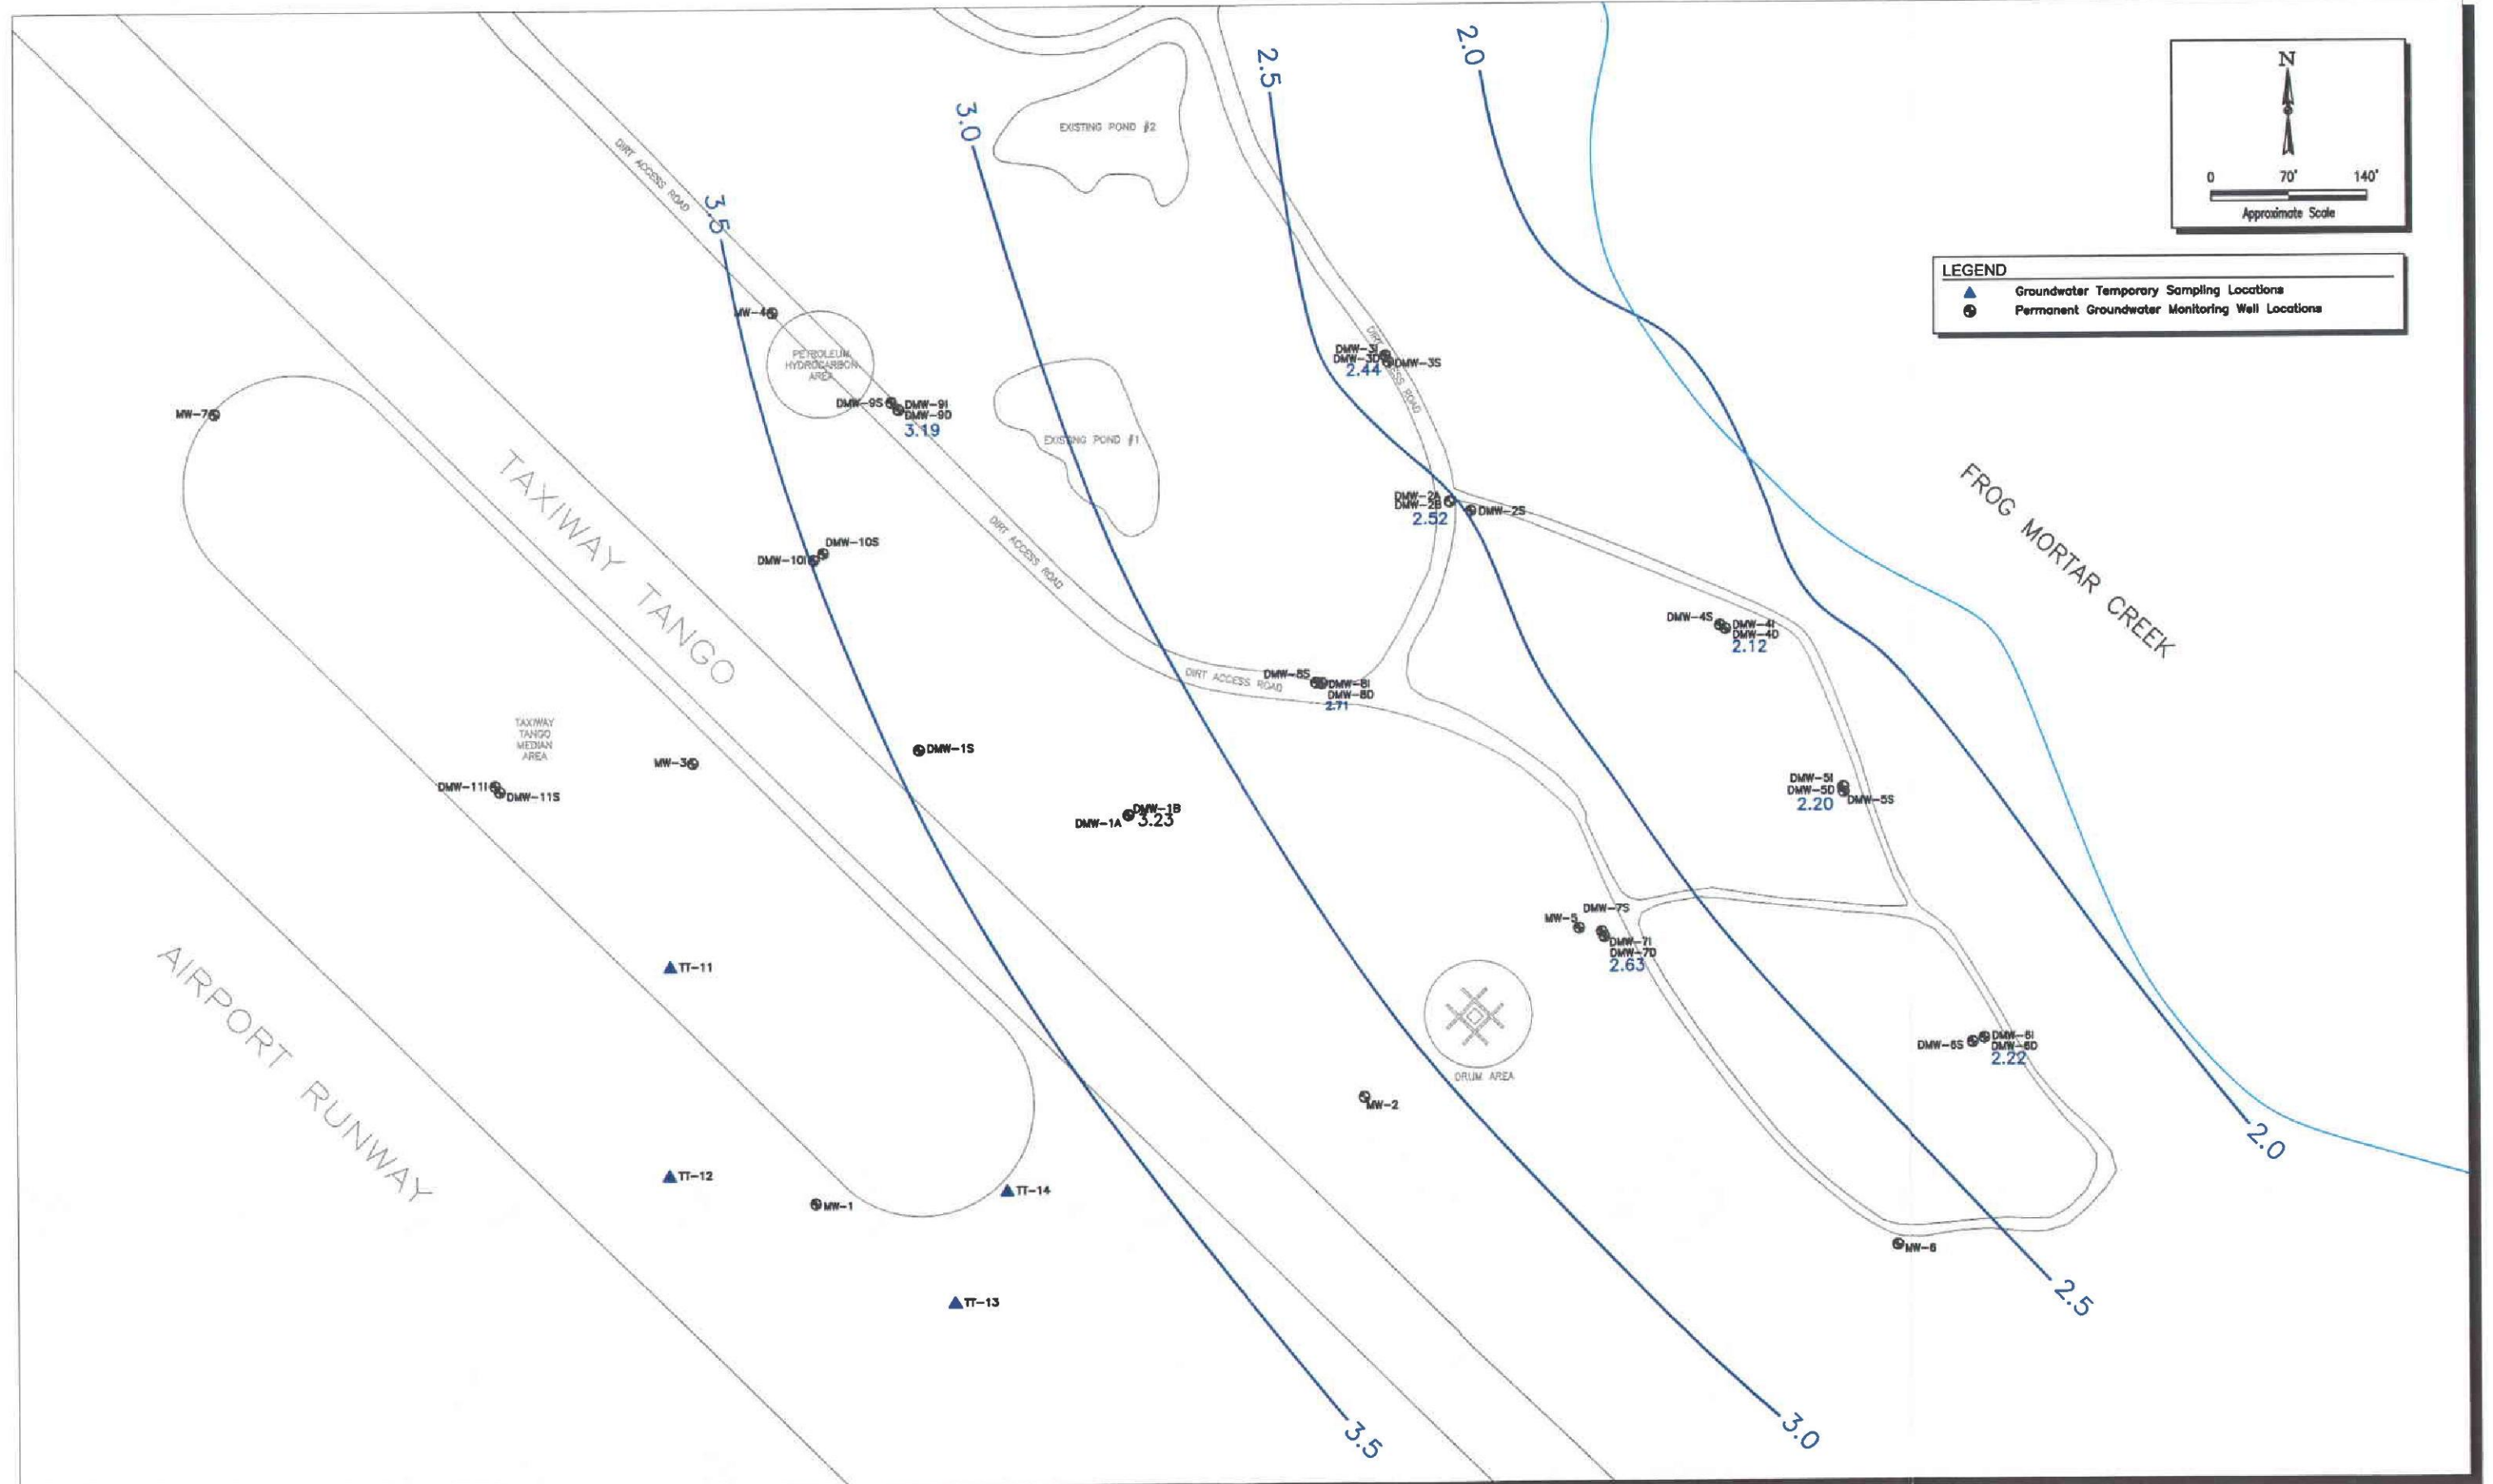 N
0 70' 140'
Approximate Scale
LEGEND
Groundwater Temporary Sampling Locations
Permanent Groundwater Monitoring Well Locations
2.0
2.5
3.0
3.5
EXISTING POND #2
DIRT ACCESS ROAD
MW-4
PETROLEUM
HYDROCARBON
AREA
DMW-9S
DMW-9I
DMW-9D
3.19
MW-7
DMW-3I
DMW-3D
DMW-3S
2.44
DIRT ACCESS ROAD
EXISTING POND #1
TAXIWAY TANGO
FROG MORTAR CREEK
DMW-2A
DMW-2B
DMW-2S
2.52
DIRT ACCESS ROAD
DMW-10S
DMW-10I
DMW-4S
DMW-4I
DMW-4D
2.12
DIRT ACCESS ROAD
DMW-8S
DMW-8I
DMW-8D
2.71
TAXIWAY
TANGO
MEDIAN
AREA
DMW-1S
MW-3
DMW-11I
DMW-11S
DMW-1B
DMW-1A
3.23
DMW-5I
DMW-5D
DMW-5S
2.20
DMW-7S
MW-5
DMW-7I
DMW-7D
2.63
AIRPORT RUNWAY
TT-11
DRUM AREA
DMW-6S
DMW-6I
DMW-6D
2.22
MW-2
TT-12
TT-14
MW-1
MW-6
TT-13
2.0
2.5
3.0
3.5